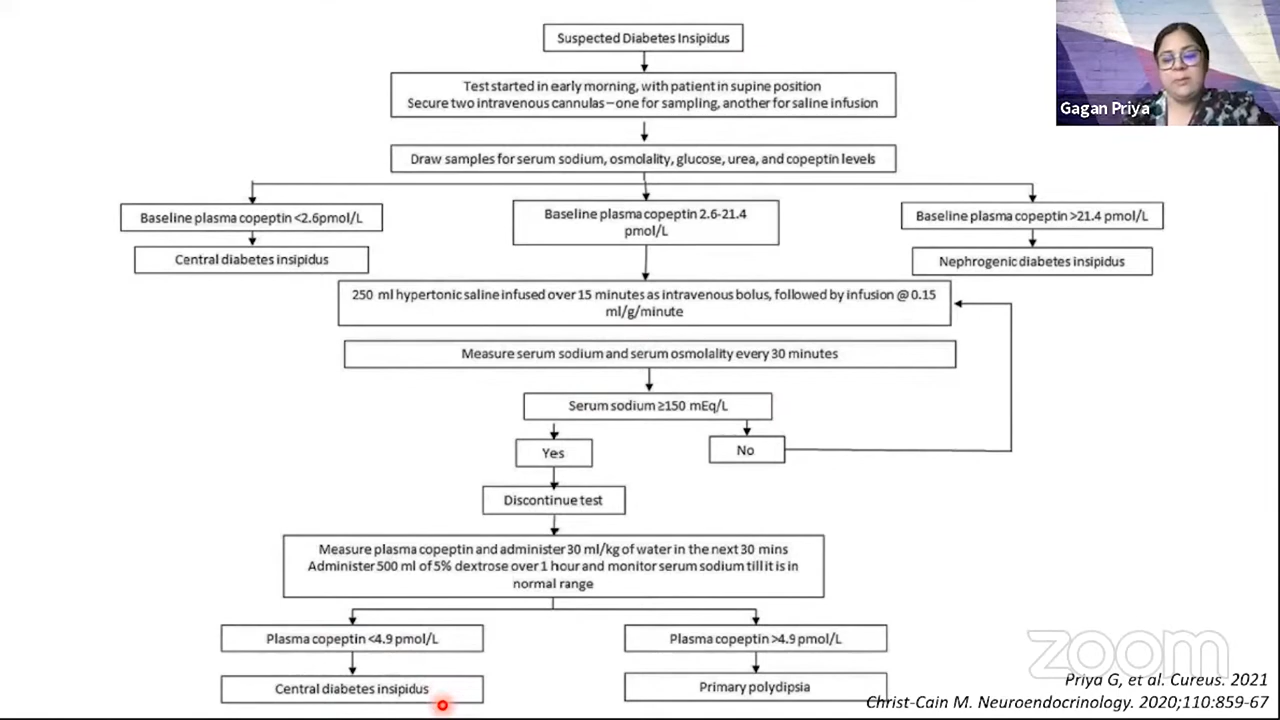 Suspected Diabetes Insipidus
Gagan Priya
Test started in early morning, with patient in supine position
Secure two intravenous cannulas – one for sampling, another for saline infusion
Draw samples for serum sodium, osmolality, glucose, urea, and copeptin levels
Baseline plasma copeptin <2.6pmol/L
Baseline plasma copeptin 2.6-21.4
pmol/L
Baseline plasma copeptin >21.4 pmol/L
Central diabetes insipidus
Nephrogenic diabetes insipidus
250 ml hypertonic saline infused over 15 minutes as intravenous bolus, followed by infusion @ 0.15
ml/g/minute
Measure serum sodium and serum osmolality every 30 minutes
Serum sodium ≥150 mEq/L
Yes
No
Discontinue test
Measure plasma copeptin and administer 30 ml/kg of water in the next 30 mins
Administer 500 ml of 5% dextrose over 1 hour and monitor serum sodium till it is in
normal range
Plasma copeptin <4.9 pmol/L
Plasma copeptin >4.9 pmol/L
Central diabetes insipidus
Primary polydipsia
zoom
Priya G, et al. Cureus. 2021
Christ-Cain M. Neuroendocrinology. 2020;110:859-67